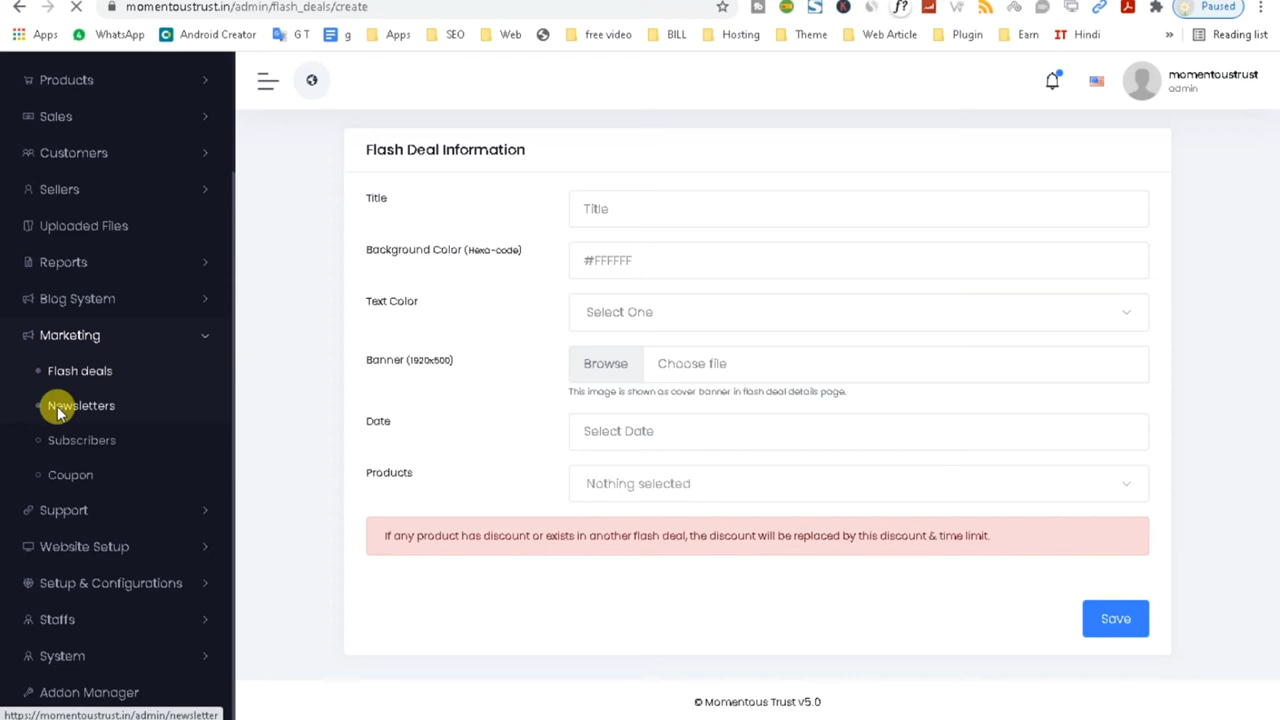 momentoustrust.in/admin/flash_deals/create
Paused
Apps
WhatsApp
Android Creator
G T
g
Apps
SEO
Web
free video
BILL
Hosting
Theme
Web Article
Plugin
Earn
IT Hindi
»
Reading list
Products
Sales
Customers
Sellers
Uploaded Files
Reports
Blog System
Marketing
Flash deals
Newsletters
Subscribers
Coupon
Support
Website Setup
Setup & Configurations
Staffs
System
Addon Manager
https://momentoustrust.in/admin/newsletter
momentoustrust
admin
Flash Deal Information
Title
Title
Background Color (Hexa-code)
#FFFFFF
Text Color
Select One
Banner (1920x500)
Browse
Choose file
This image is shown as cover banner in flash deal details page.
Date
Select Date
Products
Nothing selected
If any product has discount or exists in another flash deal, the discount will be replaced by this discount & time limit.
Save
© Momentous Trust v5.0